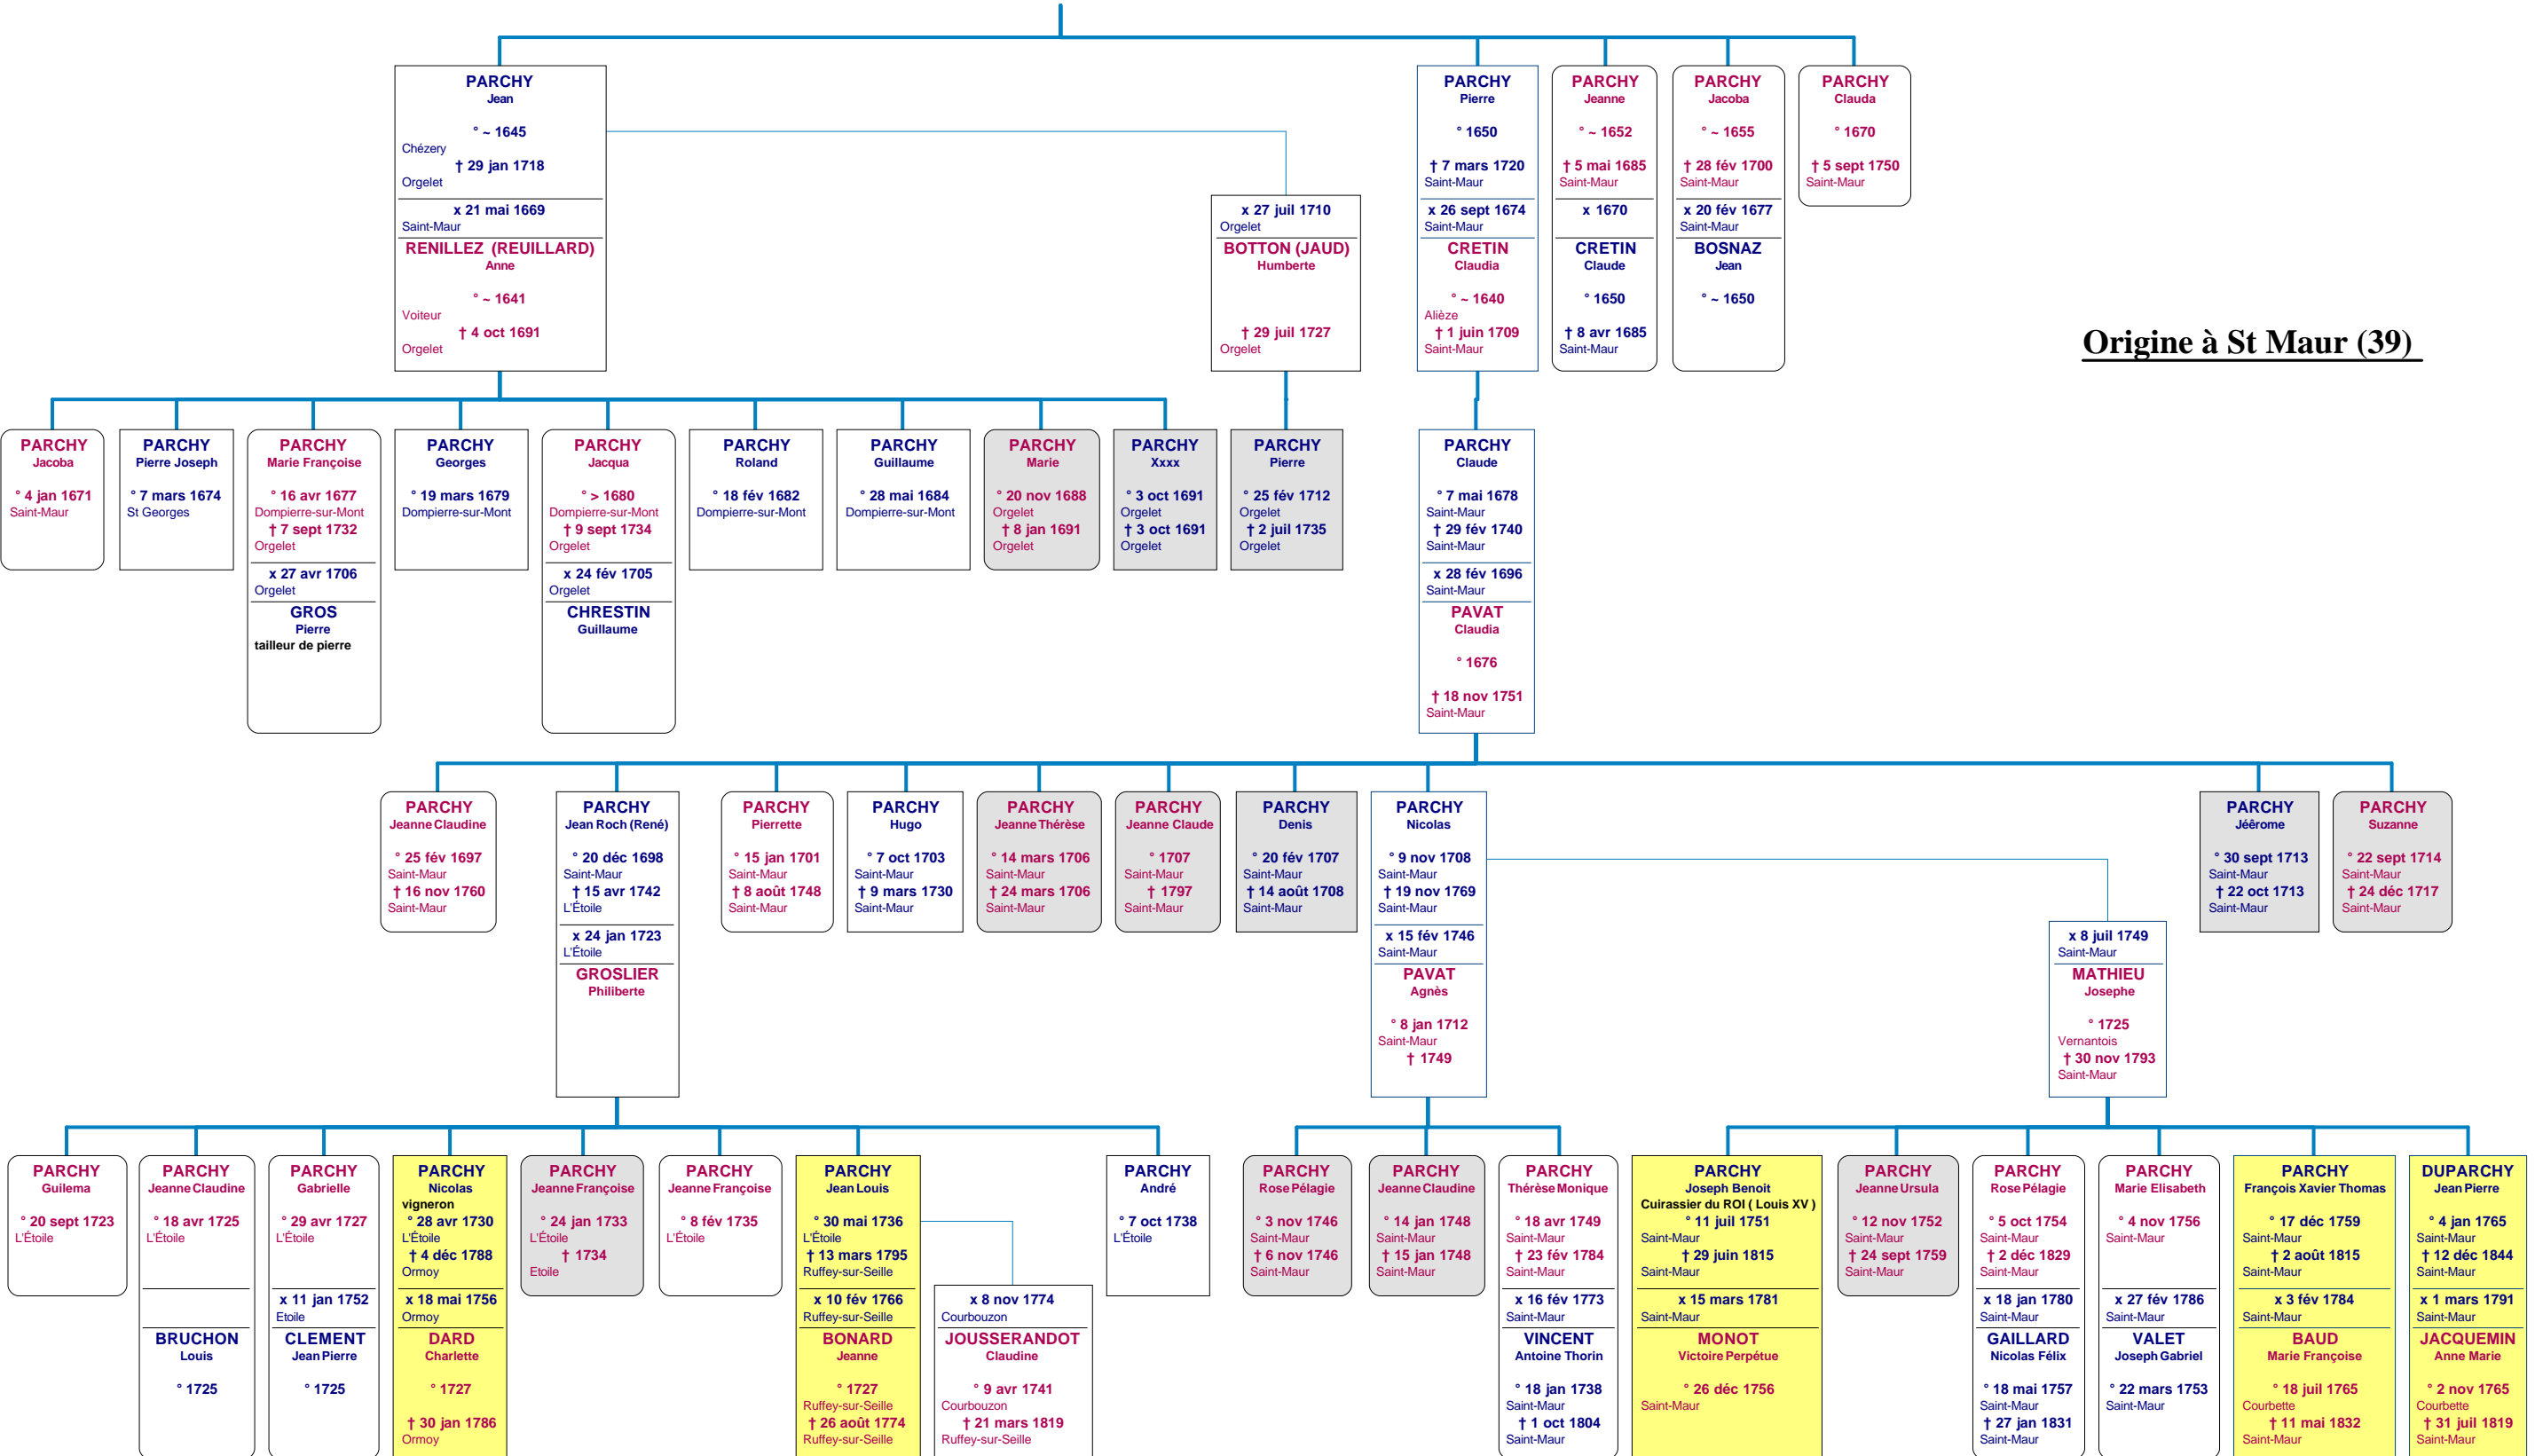 PARCHY
Jean
° ~ 1645
Chézery
† 29 jan 1718
Orgelet
x 21 mai 1669
Saint-Maur
RENILLEZ (REUILLARD)
Anne
° ~ 1641
Voiteur
† 4 oct 1691
Orgelet
x 27 juil 1710
Orgelet
BOTTON (JAUD)
Humberte
† 29 juil 1727
Orgelet
PARCHY
Pierre
° 1650
† 7 mars 1720
Saint-Maur
x 26 sept 1674
Saint-Maur
CRETIN
Claudia
° ~ 1640
Alièze
† 1 juin 1709
Saint-Maur
PARCHY
Jeanne
° ~ 1652
† 5 mai 1685
Saint-Maur
x 1670
CRETIN
Claude
° 1650
† 8 avr 1685
Saint-Maur
PARCHY
Jacoba
° ~ 1655
† 28 fév 1700
Saint-Maur
x 20 fév 1677
Saint-Maur
BOSNAZ
Jean
° ~ 1650
PARCHY
Clauda
° 1670
† 5 sept 1750
Saint-Maur
Origine à St Maur (39)
PARCHY
Jacoba
° 4 jan 1671
Saint-Maur
PARCHY
Pierre Joseph
° 7 mars 1674
St Georges
PARCHY
Marie Françoise
° 16 avr 1677
Dompierre-sur-Mont
† 7 sept 1732
Orgelet
x 27 avr 1706
Orgelet
GROS
Pierre
tailleur de pierre
PARCHY
Georges
° 19 mars 1679
Dompierre-sur-Mont
PARCHY
Jacqua
° > 1680
Dompierre-sur-Mont
† 9 sept 1734
Orgelet
x 24 fév 1705
Orgelet
CHRESTIN
Guillaume
PARCHY
Roland
° 18 fév 1682
Dompierre-sur-Mont
PARCHY
Guillaume
° 28 mai 1684
Dompierre-sur-Mont
PARCHY
Marie
° 20 nov 1688
Orgelet
† 8 jan 1691
Orgelet
PARCHY
Xxxx
° 3 oct 1691
Orgelet
† 3 oct 1691
Orgelet
PARCHY
Pierre
° 25 fév 1712
Orgelet
† 2 juil 1735
Orgelet
PARCHY
Claude
° 7 mai 1678
Saint-Maur
† 29 fév 1740
Saint-Maur
x 28 fév 1696
Saint-Maur
PAVAT
Claudia
° 1676
† 18 nov 1751
Saint-Maur
PARCHY
Jeanne Claudine
° 25 fév 1697
Saint-Maur
† 16 nov 1760
Saint-Maur
PARCHY
Jean Roch (René)
° 20 déc 1698
Saint-Maur
† 15 avr 1742
L'Étoile
x 24 jan 1723
L'Étoile
GROSLIER
Philiberte
PARCHY
Pierrette
° 15 jan 1701
Saint-Maur
† 8 août 1748
Saint-Maur
PARCHY
Hugo
° 7 oct 1703
Saint-Maur
† 9 mars 1730
Saint-Maur
PARCHY
Jeanne Thérèse
° 14 mars 1706
Saint-Maur
† 24 mars 1706
Saint-Maur
PARCHY
Jeanne Claude
° 1707
Saint-Maur
† 1797
Saint-Maur
PARCHY
Denis
° 20 fév 1707
Saint-Maur
† 14 août 1708
Saint-Maur
PARCHY
Nicolas
° 9 nov 1708
Saint-Maur
† 19 nov 1769
Saint-Maur
x 15 fév 1746
Saint-Maur
PAVAT
Agnès
° 8 jan 1712
Saint-Maur
† 1749
x 8 juil 1749
Saint-Maur
MATHIEU
Josephe
° 1725
Vernantois
† 30 nov 1793
Saint-Maur
PARCHY
Jéêrome
° 30 sept 1713
Saint-Maur
† 22 oct 1713
Saint-Maur
PARCHY
Suzanne
° 22 sept 1714
Saint-Maur
† 24 déc 1717
Saint-Maur
PARCHY
Guilema
° 20 sept 1723
L'Étoile
PARCHY
Jeanne Claudine
° 18 avr 1725
L'Étoile
BRUCHON
Louis
° 1725
PARCHY
Gabrielle
° 29 avr 1727
L'Étoile
x 11 jan 1752
Etoile
CLEMENT
Jean Pierre
° 1725
PARCHY
Nicolas
vigneron
° 28 avr 1730
L'Étoile
† 4 déc 1788
Ormoy
x 18 mai 1756
Ormoy
DARD
Charlette
° 1727
† 30 jan 1786
Ormoy
PARCHY
Jeanne Françoise
° 24 jan 1733
L'Étoile
† 1734
Etoile
PARCHY
Jeanne Françoise
° 8 fév 1735
L'Étoile
PARCHY
Jean Louis
° 30 mai 1736
L'Étoile
† 13 mars 1795
Ruffey-sur-Seille
x 10 fév 1766
Ruffey-sur-Seille
BONARD
Jeanne
° 1727
Ruffey-sur-Seille
† 26 août 1774
Ruffey-sur-Seille
x 8 nov 1774
Courbouzon
JOUSSERANDOT
Claudine
° 9 avr 1741
Courbouzon
† 21 mars 1819
Ruffey-sur-Seille
PARCHY
André
° 7 oct 1738
L'Étoile
PARCHY
Rose Pélagie
° 3 nov 1746
Saint-Maur
† 6 nov 1746
Saint-Maur
PARCHY
Jeanne Claudine
° 14 jan 1748
Saint-Maur
† 15 jan 1748
Saint-Maur
PARCHY
Thérèse Monique
° 18 avr 1749
Saint-Maur
† 23 fév 1784
Saint-Maur
x 16 fév 1773
Saint-Maur
VINCENT
Antoine Thorin
° 18 jan 1738
Saint-Maur
† 1 oct 1804
Saint-Maur
PARCHY
Joseph Benoit
Cuirassier du ROI ( Louis XV )
° 11 juil 1751
Saint-Maur
† 29 juin 1815
Saint-Maur
x 15 mars 1781
Saint-Maur
MONOT
Victoire Perpétue
° 26 déc 1756
Saint-Maur
PARCHY
Jeanne Ursula
° 12 nov 1752
Saint-Maur
† 24 sept 1759
Saint-Maur
PARCHY
Rose Pélagie
° 5 oct 1754
Saint-Maur
† 2 déc 1829
Saint-Maur
x 18 jan 1780
Saint-Maur
GAILLARD
Nicolas Félix
° 18 mai 1757
Saint-Maur
† 27 jan 1831
Saint-Maur
PARCHY
Marie Elisabeth
° 4 nov 1756
Saint-Maur
x 27 fév 1786
Saint-Maur
VALET
Joseph Gabriel
° 22 mars 1753
Saint-Maur
PARCHY
François Xavier Thomas
° 17 déc 1759
Saint-Maur
† 2 août 1815
Saint-Maur
x 3 fév 1784
Saint-Maur
BAUD
Marie Françoise
° 18 juil 1765
Courbette
† 11 mai 1832
Saint-Maur
DUPARCHY
Jean Pierre
° 4 jan 1765
Saint-Maur
† 12 déc 1844
Saint-Maur
x 1 mars 1791
Saint-Maur
JACQUEMIN
Anne Marie
° 2 nov 1765
Courbette
† 31 juil 1819
Saint-Maur